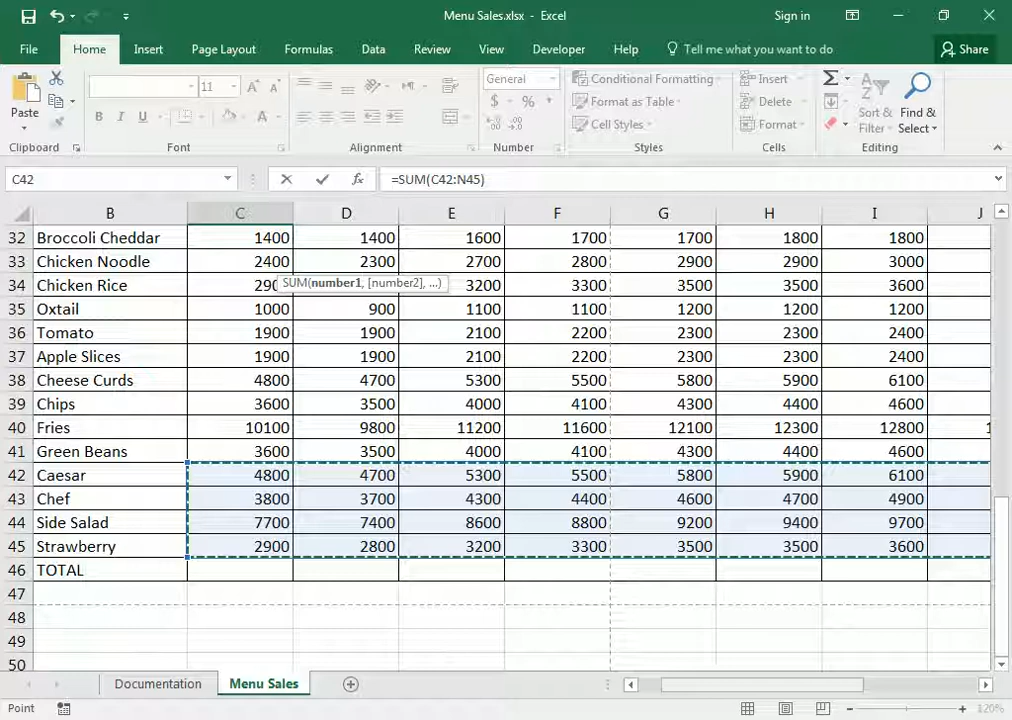 Menu Sales.xlsx - Excel
Sign in
File Home Insert Page Layout Formulas Data Review View Developer Help Tell me what you want to do Share
11 General Conditional Formatting Insert
Paste Format as Table Delete Sort & Find &
B I U A $ % Cell Styles Format Filter Select
Clipboard Font Alignment Number Styles Cells Editing
C42 fx =SUM(C42:N45)
B C D E F G H I J
32 Broccoli Cheddar 1400 1400 1600 1700 1700 1800 1800
33 Chicken Noodle 2400 2300 2700 2800 2900 2900 3000
SUM(number1, [number2], ...)
34 Chicken Rice 290 3200 3300 3500 3500 3600
35 Oxtail 1000 900 1100 1100 1200 1200 1200
36 Tomato 1900 1900 2100 2200 2300 2300 2400
37 Apple Slices 1900 1900 2100 2200 2300 2300 2400
38 Cheese Curds 4800 4700 5300 5500 5800 5900 6100
39 Chips 3600 3500 4000 4100 4300 4400 4600
40 Fries 10100 9800 11200 11600 12100 12300 12800 1
41 Green Beans 3600 3500 4000 4100 4300 4400 4600
42 Caesar 4800 4700 5300 5500 5800 5900 6100
43 Chef 3800 3700 4300 4400 4600 4700 4900
44 Side Salad 7700 7400 8600 8800 9200 9400 9700
45 Strawberry 2900 2800 3200 3300 3500 3500 3600
46 TOTAL
47
48
49
50
Documentation Menu Sales
Point 120%